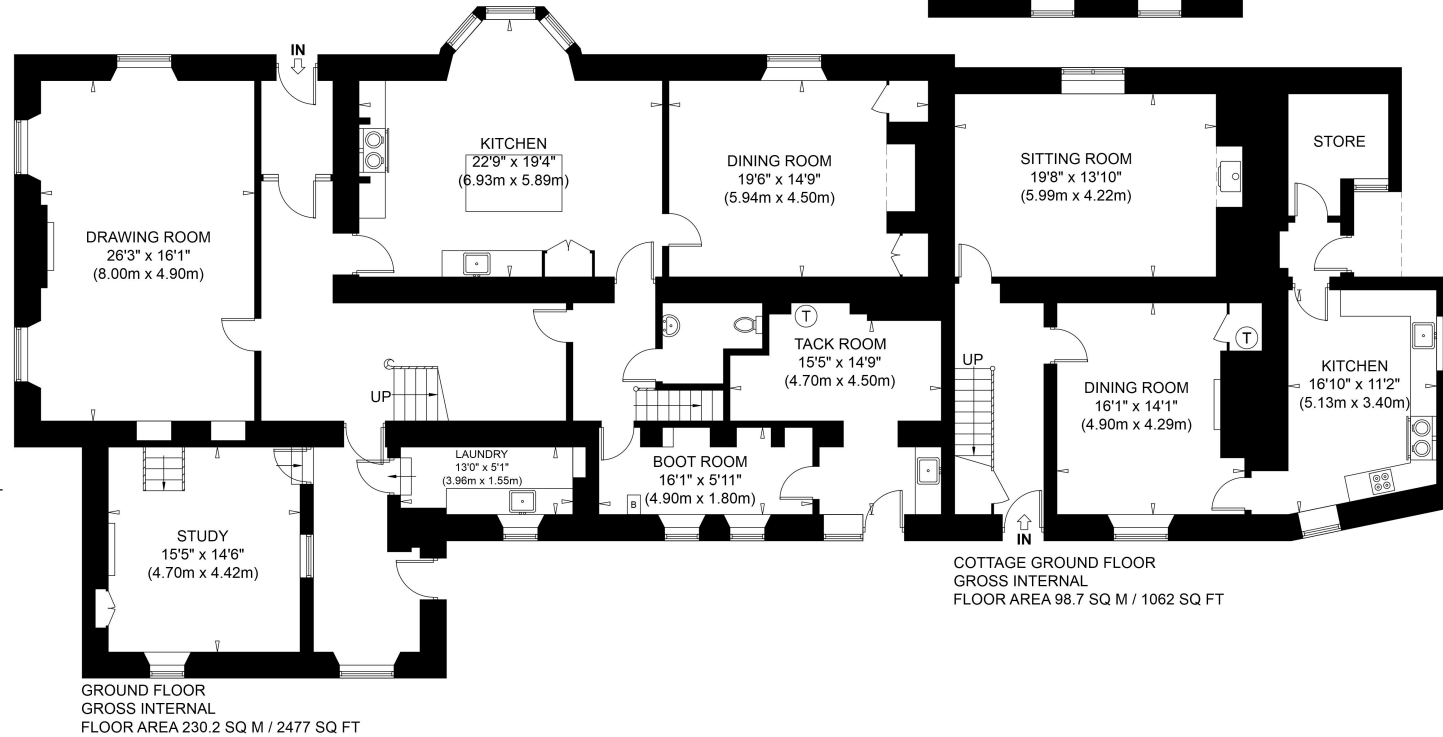 IN
KITCHEN
22'9" x 19'4"
(6.93m x 5.89m)
DINING ROOM
19'6" x 14'9"
(5.94m x 4.50m)
SITTING ROOM
19'8" x 13'10"
(5.99m x 4.22m)
STORE
DRAWING ROOM
26'3" x 16'1"
(8.00m x 4.90m)
UP
T
TACK ROOM
15'5" x 14'9"
(4.70m x 4.50m)
UP
DINING ROOM
16'1" x 14'1"
(4.90m x 4.29m)
T
KITCHEN
16'10" x 11'2"
(5.13m x 3.40m)
STUDY
15'5" x 14'6"
(4.70m x 4.42m)
LAUNDRY
13'0" x 5'1"
(3.96m x 1.55m)
BOOT ROOM
16'1" x 5'11"
(4.90m x 1.80m)
B
IN
COTTAGE GROUND FLOOR
GROSS INTERNAL
FLOOR AREA 98.7 SQ M / 1062 SQ FT
GROUND FLOOR
GROSS INTERNAL
FLOOR AREA 230.2 SQ M / 2477 SQ FT